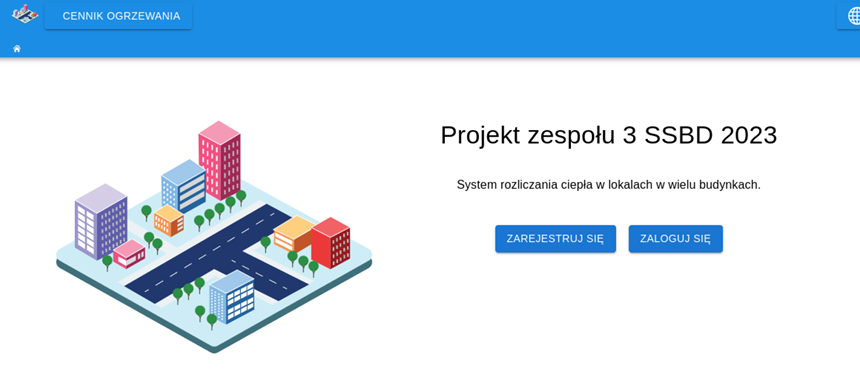 CENNIK OGRZEWANIA
Projekt zespołu 3 SSBD 2023
System rozliczania ciepła w lokalach w wielu budynkach.
ZAREJESTRUJ SIĘ
ZALOGUJ SIĘ